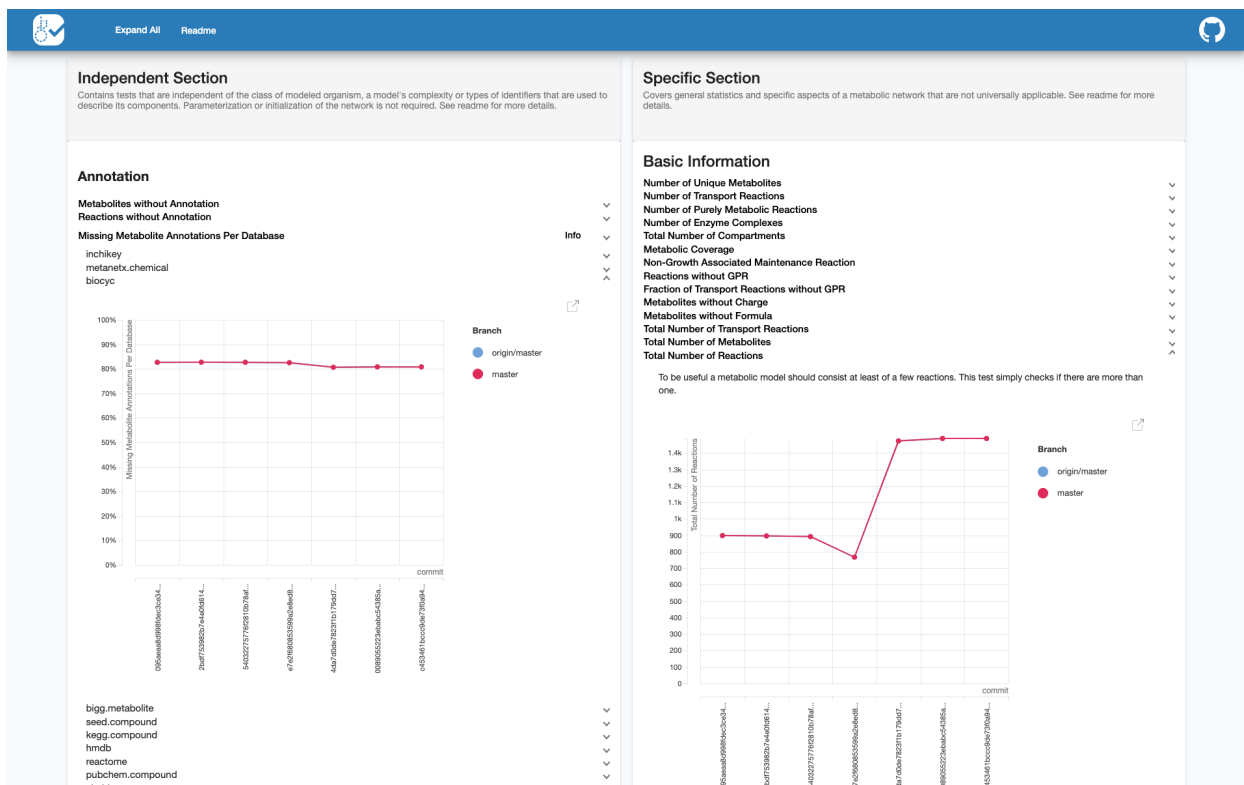 Expand All
Readme
Independent Section
Contains tests that are independent of the class of modeled organism, a model's complexity or types of identifiers that are used to
describe its components. Parameterization or initialization of the network is not required. See readme for more details.
Annotation
Metabolites without Annotation
Reactions without Annotation
Missing Metabolite Annotations Per Database
Info
inchikey
metanetx.chemical
biocyc
Missing Metabolite Annotations Per Database
100%
90%
80%
70%
60%
50%
40%
30%
20%
10%
0%
commit
Branch
origin/master
master
bigg.metabolite
seed.compound
kegg.compound
hmdb
reactome
pubchem.compound
Specific Section
Covers general statistics and specific aspects of a metabolic network that are not universally applicable. See readme for more
details.
Basic Information
Number of Unique Metabolites
Number of Transport Reactions
Number of Purely Metabolic Reactions
Number of Enzyme Complexes
Total Number of Compartments
Metabolic Coverage
Non-Growth Associated Maintenance Reaction
Reactions without GPR
Fraction of Transport Reactions without GPR
Metabolites without Charge
Metabolites without Formula
Total Number of Transport Reactions
Total Number of Metabolites
Total Number of Reactions
To be useful a metabolic model should consist at least of a few reactions. This test simply checks if there are more than
one.
Total Number of Reactions
1.4k
1.3k
1.2k
1.1k
1k
900
800
700
600
500
400
300
200
100
0
commit
Branch
origin/master
master